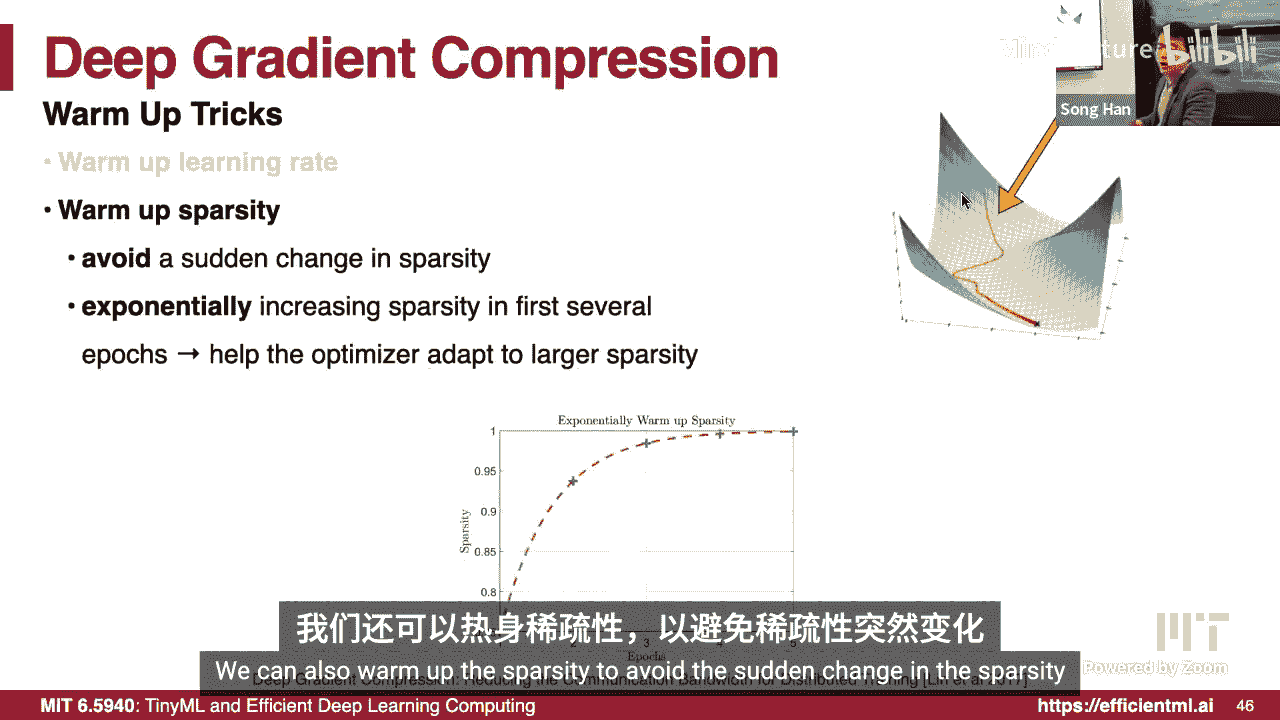 Deep Gradient Compression
Warm Up Tricks
• Warm up learning rate
• Warm up sparsity
• avoid a sudden change in sparsity
• exponentially increasing sparsity in first several
epochs → help the optimizer adapt to larger sparsity
bilibili
Song Han
Exponentially Warm up Sparsity
1
0.95
0.9
0.85
0.8
Sparsity
Epochs
我们还可以热身稀疏性，以避免稀疏性突然变化
We can also warm up the sparsity to avoid the sudden change in the sparsity
Powered by Zoom
MIT 6.5940: TinyML and Efficient Deep Learning Computing
https://efficientml.ai
46